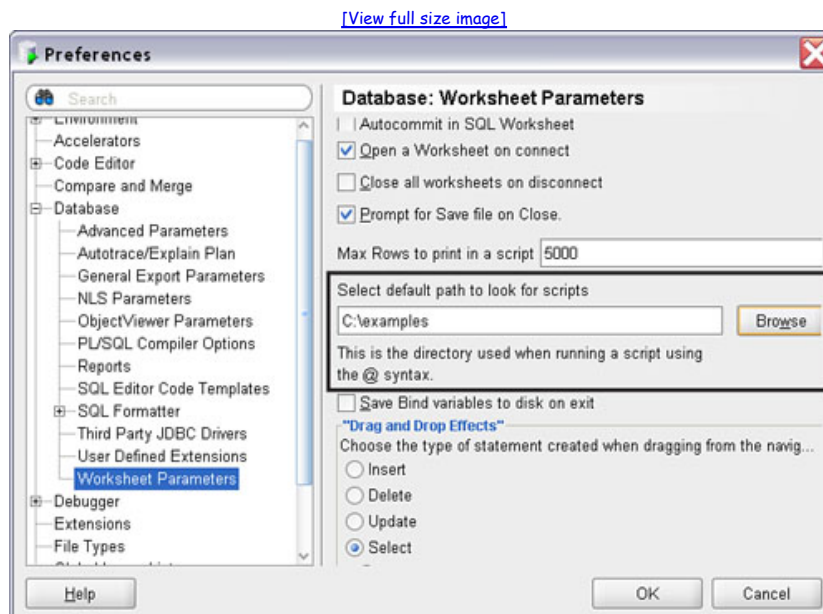 [View full size image]
Preferences
Search
Environment
Accelerators
Code Editor
Compare and Merge
Database
Advanced Parameters
Autotrace/Explain Plan
General Export Parameters
NLS Parameters
ObjectViewer Parameters
PL/SQL Compiler Options
Reports
SQL Editor Code Templates
SQL Formatter
Third Party JDBC Drivers
User Defined Extensions
Worksheet Parameters
Debugger
Extensions
File Types
Database: Worksheet Parameters
Autocommit in SQL Worksheet
Open a Worksheet on connect
Close all worksheets on disconnect
Prompt for Save file on Close.
Max Rows to print in a script 5000
Select default path to look for scripts
C:\examples Browse
This is the directory used when running a script using
the @ syntax.
Save Bind variables to disk on exit
"Drag and Drop Effects"
Choose the type of statement created when dragging from the navig...
Insert
Delete
Update
Select
Help OK Cancel